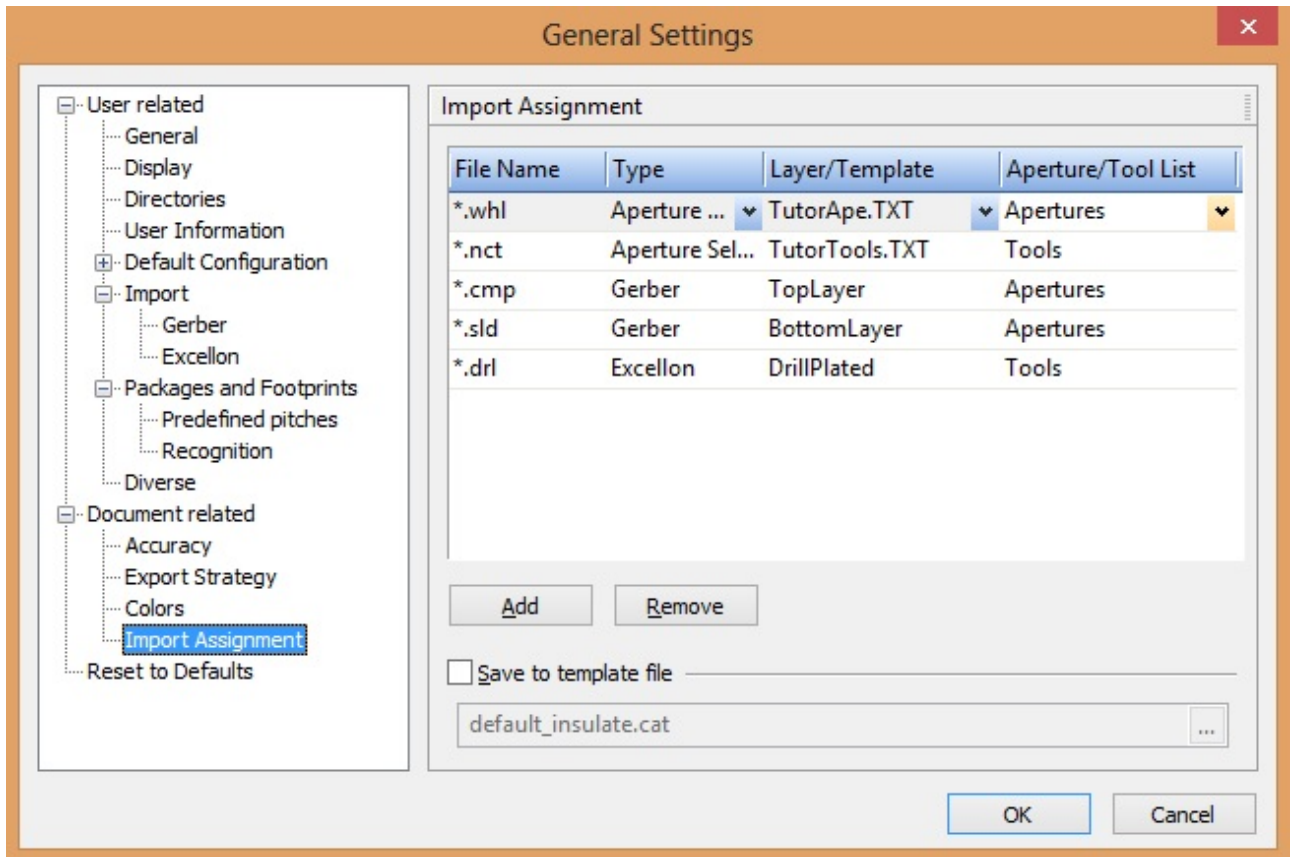 General Settings
User related
General
Display
Directories
User Information
Default Configuration
Import
Gerber
Excellon
Packages and Footprints
Predefined pitches
Recognition
Diverse
Document related
Accuracy
Export Strategy
Colors
Import Assignment
Reset to Defaults
Import Assignment
File Name Type Layer/Template Aperture/Tool List
*.whl Aperture ... TutorApe.TXT Apertures
*.nct Aperture Sel... TutorTools.TXT Tools
*.cmp Gerber TopLayer Apertures
*.sld Gerber BottomLayer Apertures
*.drl Excellon DrillPlated Tools
Add Remove
Save to template file
default_insulate.cat ...
OK Cancel